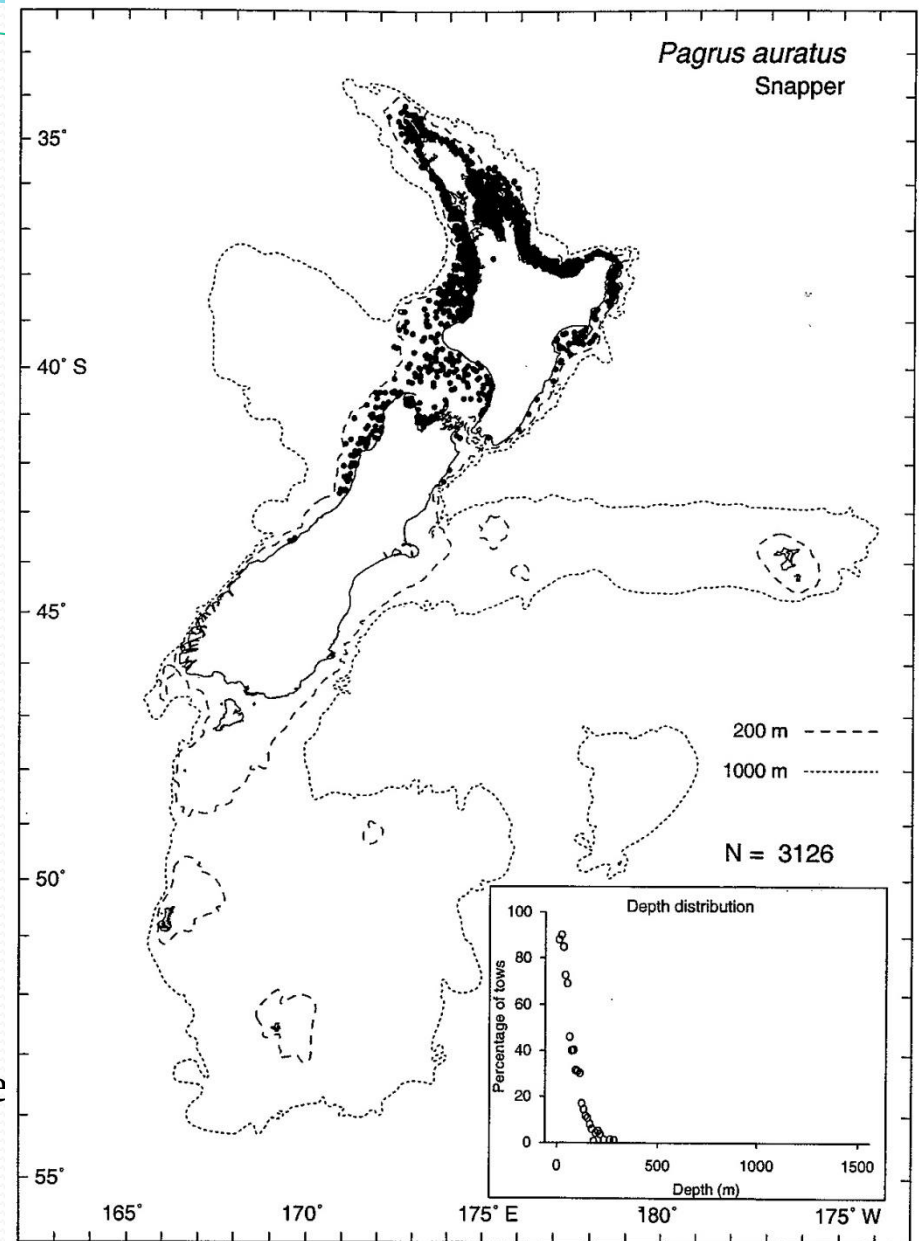 Pagrus auratus
Snapper
35°
40° S
45°
200 m
1000 m
N = 3126
50°
Depth distribution
100
80
60
40
20
0
Percentage of tows
0 500 1000 1500
Depth (m)
55°
165° 170° 175° E 180° 175° W